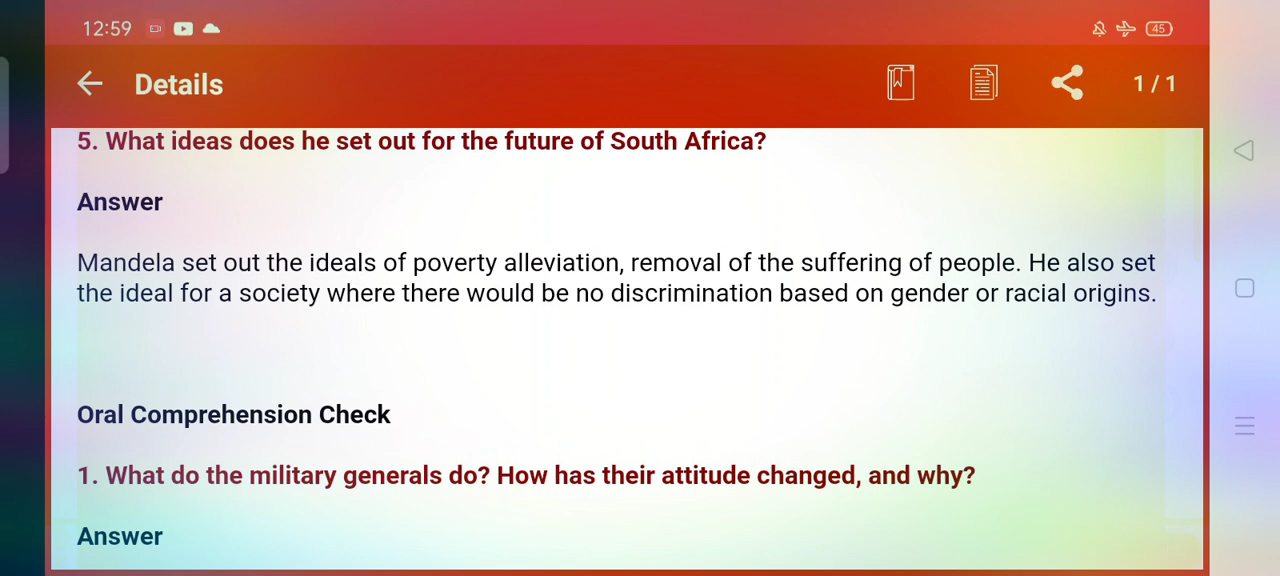 12:59
45
Details
1 / 1
5. What ideas does he set out for the future of South Africa?
Answer
Mandela set out the ideals of poverty alleviation, removal of the suffering of people. He also set
the ideal for a society where there would be no discrimination based on gender or racial origins.
Oral Comprehension Check
1. What do the military generals do? How has their attitude changed, and why?
Answer